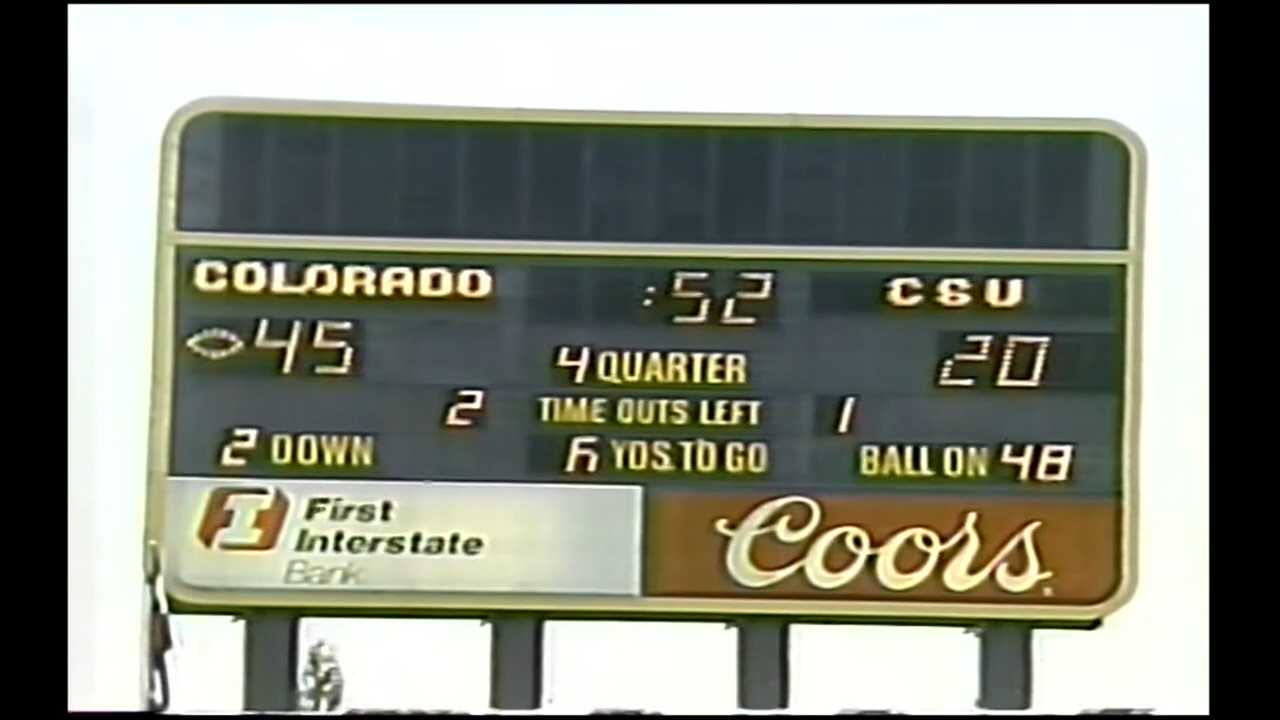 COLORADO :52 CSU
45 4 QUARTER 20
2 TIME OUTS LEFT 1
2 DOWN 6 YDS. TO GO BALL ON 48
First
Interstate
Bank
Coors